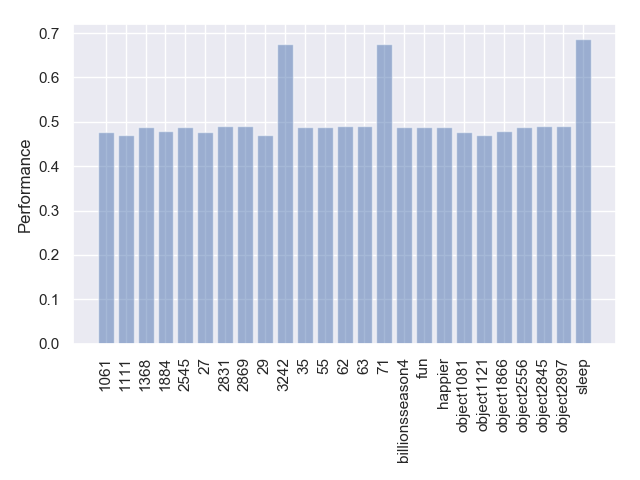 0.7
0.6
0.5
0.4
0.3
0.2
0.1
0.0
Performance
1061
1111
1368
1884
2545
27
2831
2869
29
3242
35
55
62
63
71
billionsseason4
fun
happier
object1081
object1121
object1866
object2556
object2845
object2897
sleep